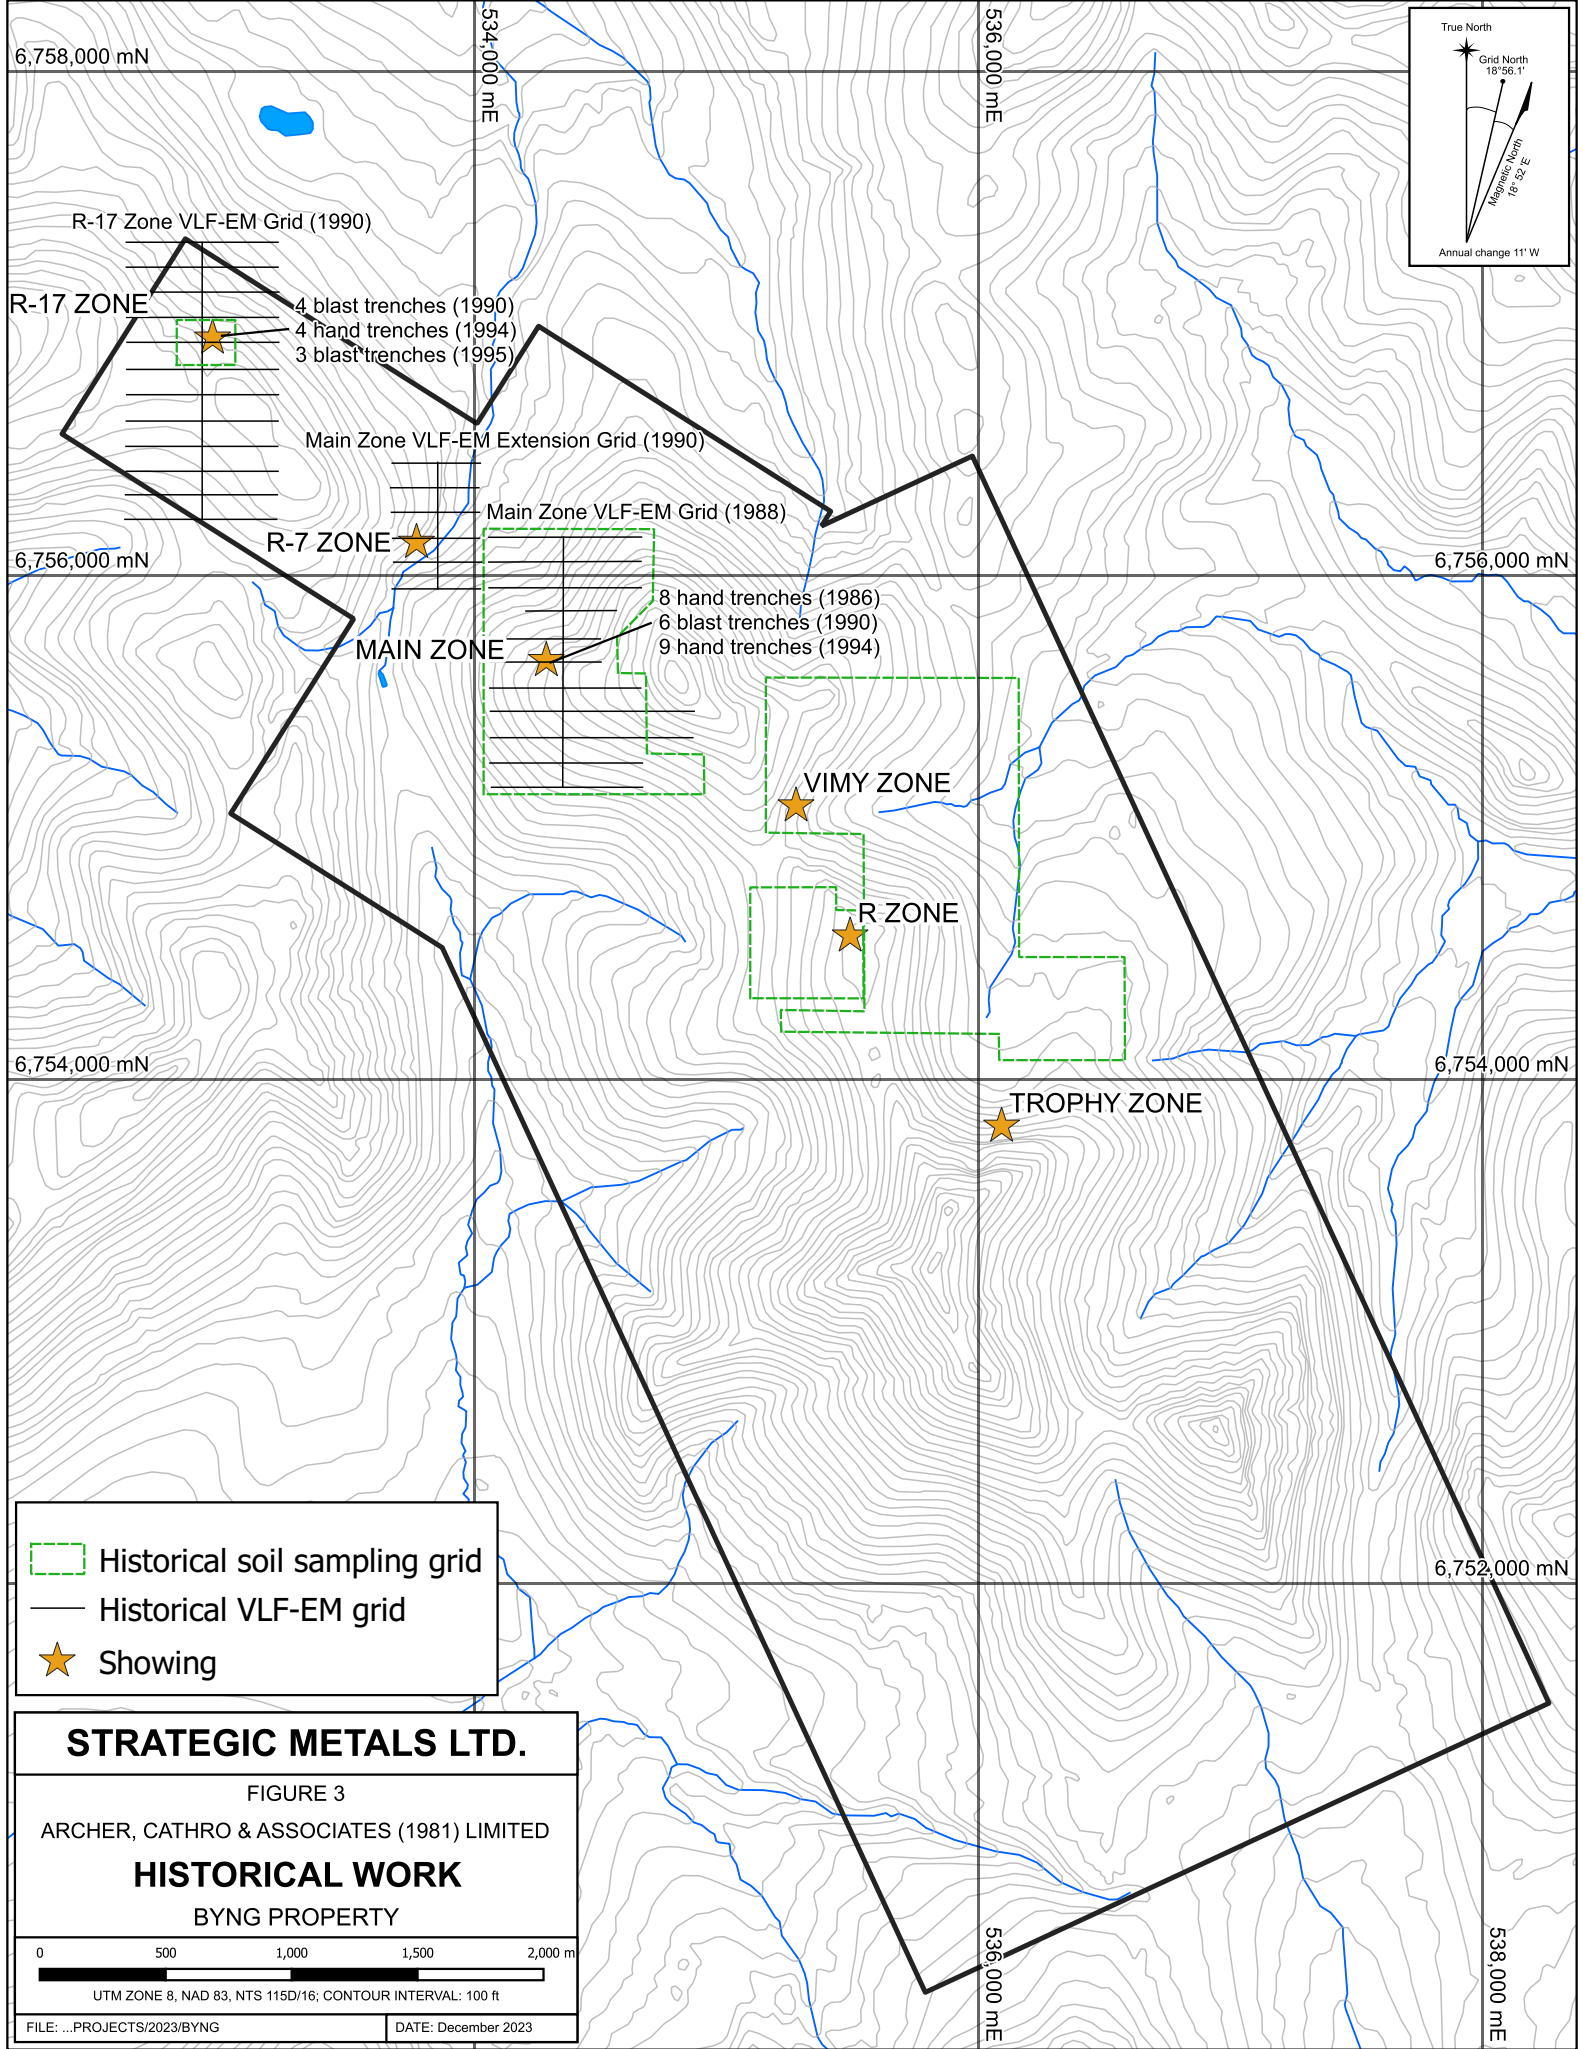 534,000 mE
536,000 mE
6,758,000 mN
True North
Grid North
18°56.1'
Magnetic North
18° 52 'E
Annual change 11' W
R-17 Zone VLF-EM Grid (1990)
R-17 ZONE
4 blast trenches (1990)
4 hand trenches (1994)
3 blast trenches (1995)
Main Zone VLF-EM Extension Grid (1990)
Main Zone VLF-EM Grid (1988)
R-7 ZONE
6,756,000 mN
6,756,000 mN
8 hand trenches (1986)
6 blast trenches (1990)
9 hand trenches (1994)
MAIN ZONE
VIMY ZONE
R ZONE
6,754,000 mN
6,754,000 mN
TROPHY ZONE
6,752,000 mN
Historical soil sampling grid
Historical VLF-EM grid
Showing
STRATEGIC METALS LTD.
FIGURE 3
ARCHER, CATHRO & ASSOCIATES (1981) LIMITED
HISTORICAL WORK
BYNG PROPERTY
0 500 1,000 1,500 2,000 m
UTM ZONE 8, NAD 83, NTS 115D/16; CONTOUR INTERVAL: 100 ft
FILE: ...PROJECTS/2023/BYNG
DATE: December 2023
536,000 mE
538,000 mE